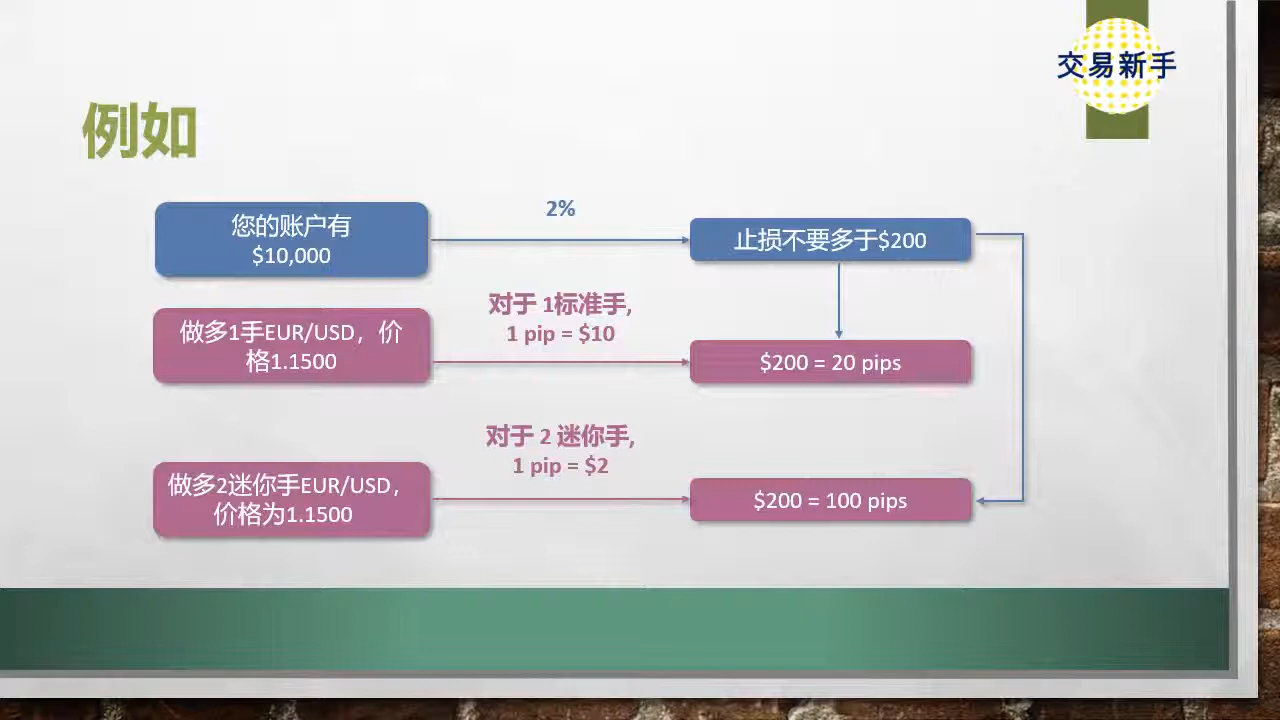 交易新手
例如
您的账户有
$10,000
2%
止损不要多于$200
做多1手EUR/USD，价
格1.1500
对于 1标准手,
1 pip = $10
$200 = 20 pips
做多2迷你手EUR/USD，
价格为1.1500
对于 2 迷你手,
1 pip = $2
$200 = 100 pips